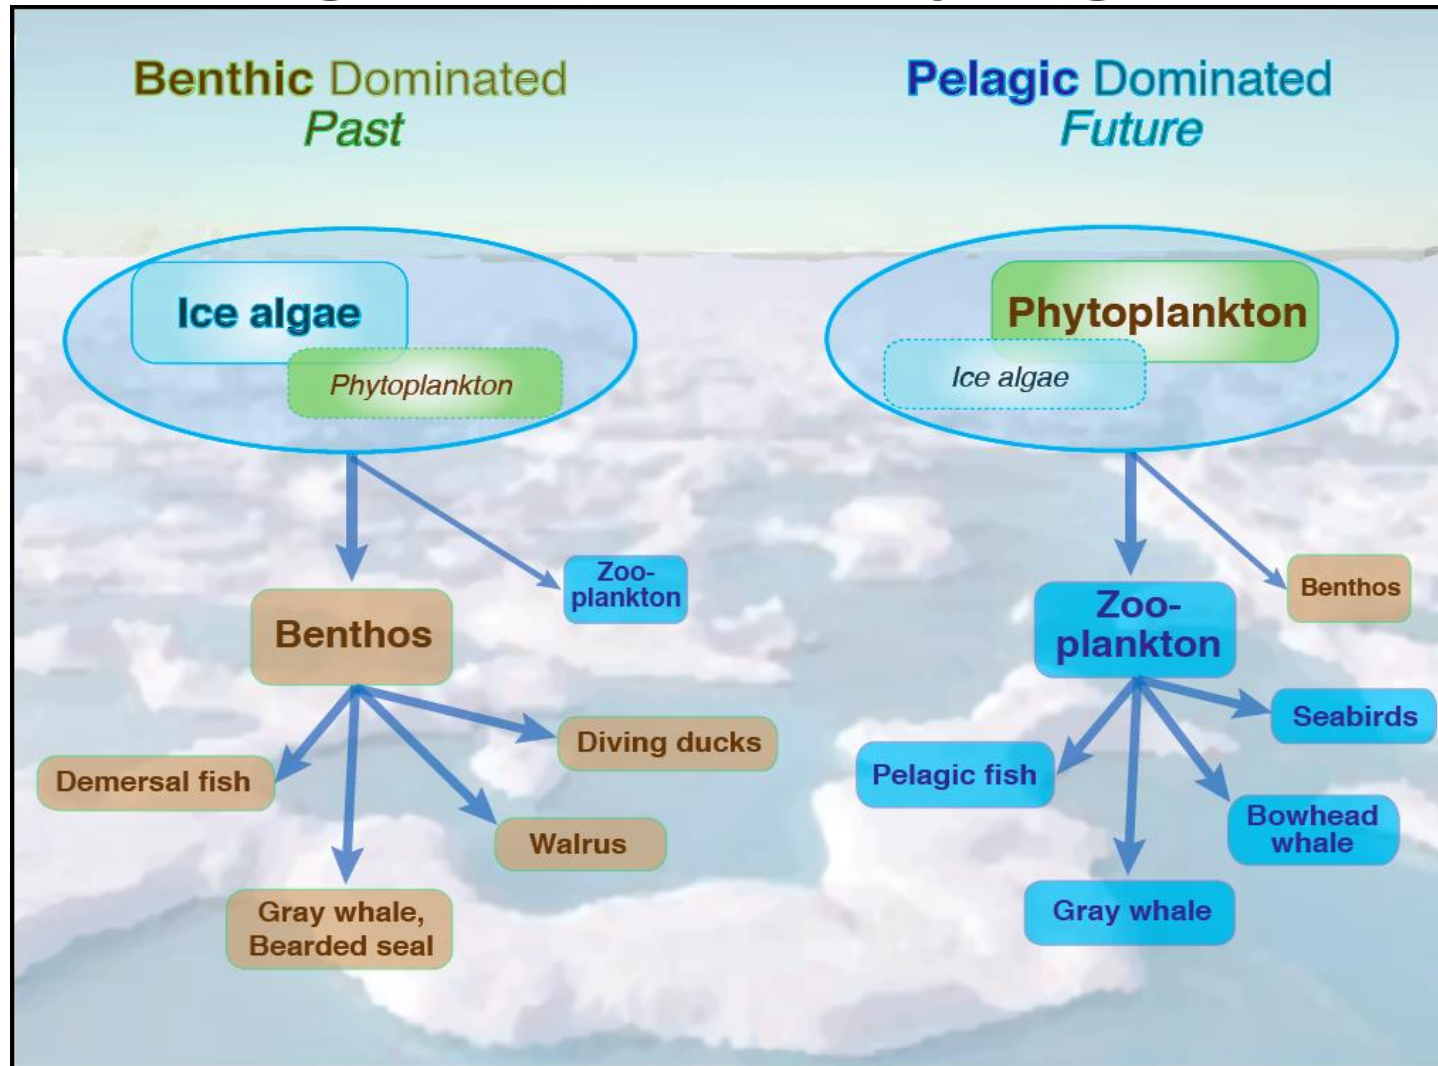 Benthic Dominated
Past
Ice algae
Phytoplankton
Benthos
Zoo-
plankton
Demersal fish
Diving ducks
Walrus
Gray whale,
Bearded seal
Pelagic Dominated
Future
Phytoplankton
Ice algae
Zoo-
plankton
Benthos
Seabirds
Pelagic fish
Bowhead
whale
Gray whale